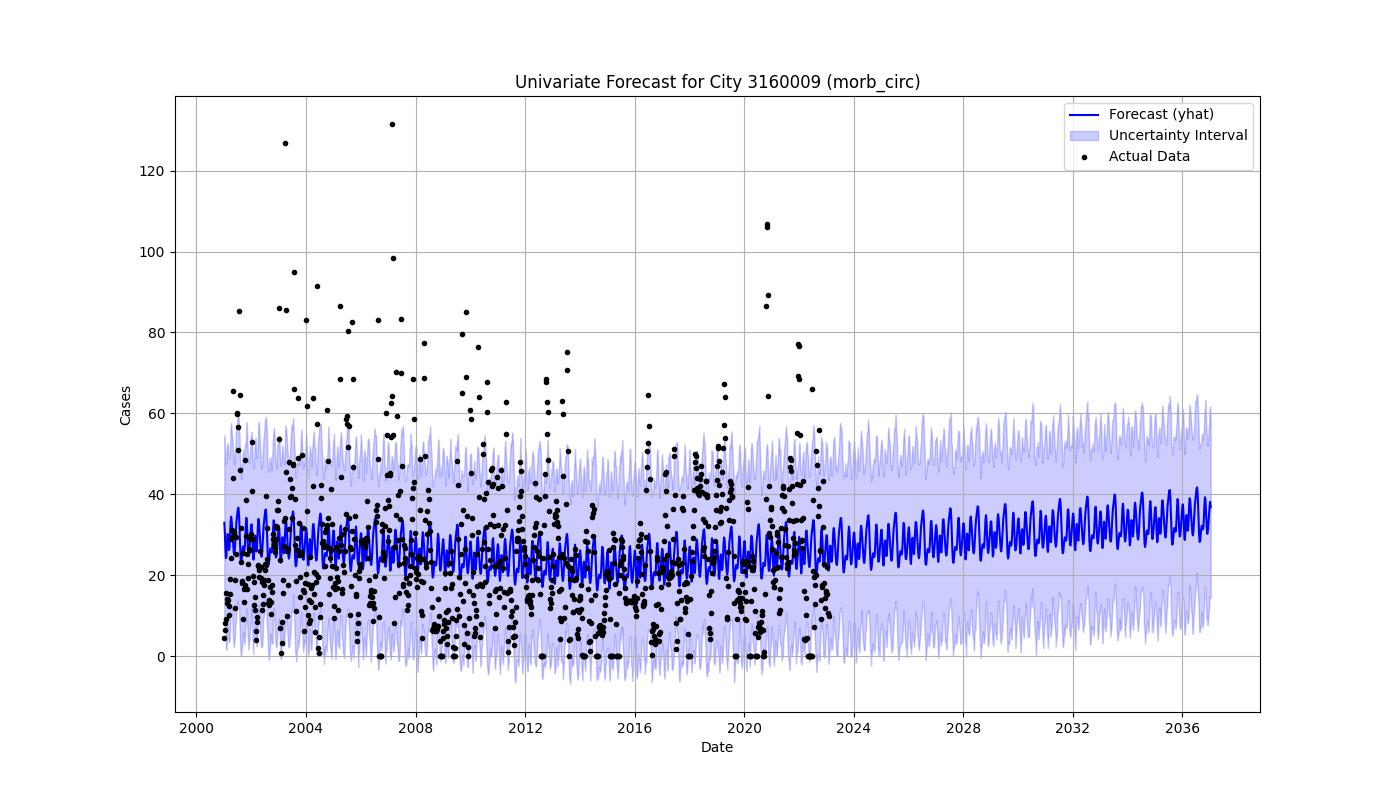 Univariate Forecast for City 3160009 (morb_circ)
Forecast (yhat)
Uncertainty Interval
Actual Data
120
100
80
60
40
20
0
Cases
2000 2004 2008 2012 2016 2020 2024 2028 2032 2036
Date